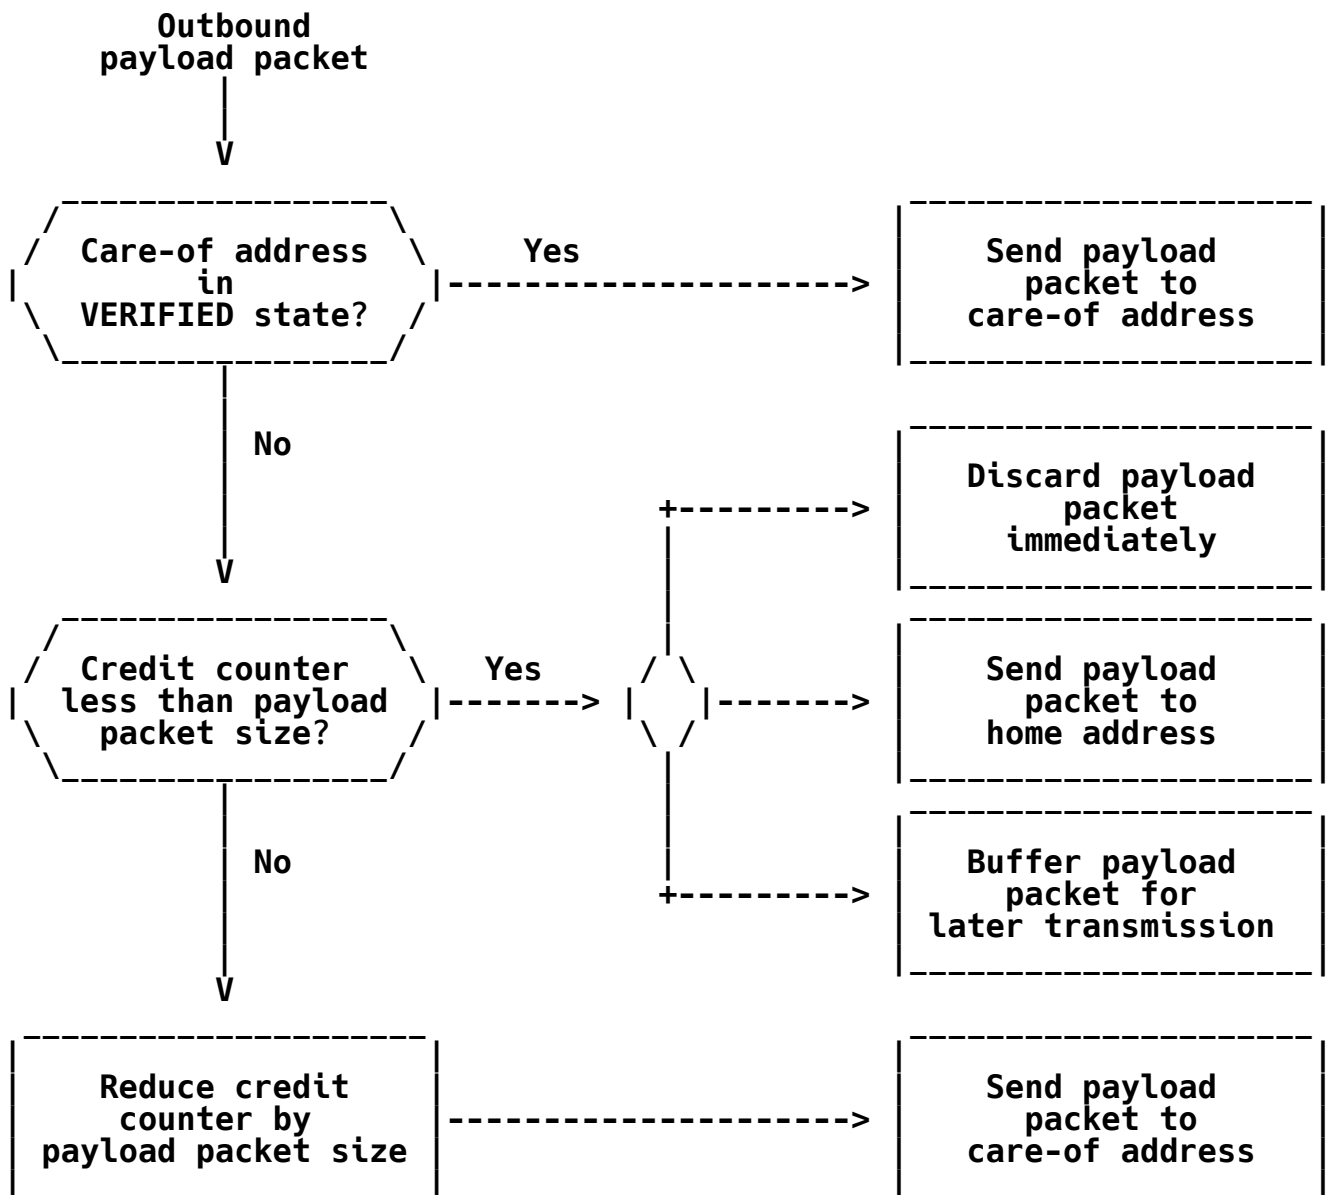 Outbound
payload packet
Care-of address
in
VERIFIED state?
Yes
Send payload
packet to
care-of address
No
Discard payload
packet
immediately
Credit counter
less than payload
packet size?
Yes
Send payload
packet to
home address
No
Buffer payload
packet for
later transmission
Reduce credit
counter by
payload packet size
Send payload
packet to
care-of address